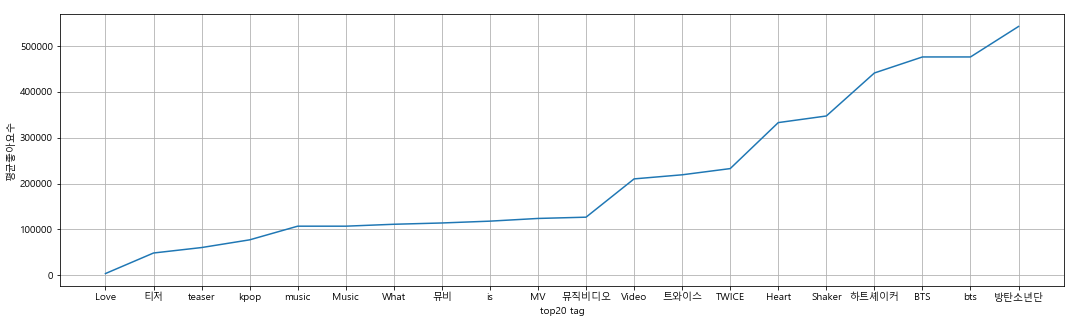 500000
400000
300000
200000
100000
0
평균좋아요수
Love 티저 teaser kpop music Music What 뮤비 is MV 뮤직비디오 Video 트와이스 TWICE Heart Shaker 하트셰이커 BTS bts 방탄소년단
top20 tag